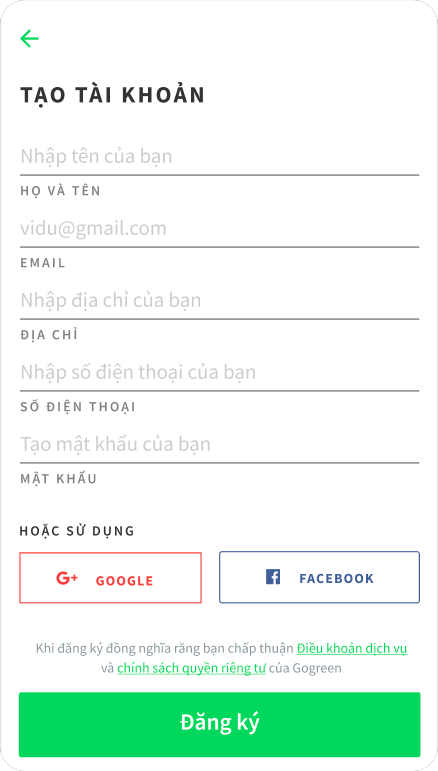 TẠO TÀI KHOẢN
Nhập tên của bạn
HỌ VÀ TÊN
vidu@gmail.com
EMAIL
Nhập địa chỉ của bạn
ĐỊA CHỈ
Nhập số điện thoại của bạn
SỐ ĐIỆN THOẠI
Tạo mật khẩu của bạn
MẬT KHẨU
HOẶC SỬ DỤNG
G+ GOOGLE
f FACEBOOK
Khi đăng ký đồng nghĩa răng bạn chấp thuận Điều khoản dịch vụ
và chính sách quyền riêng tư của Gogreen
Đăng ký